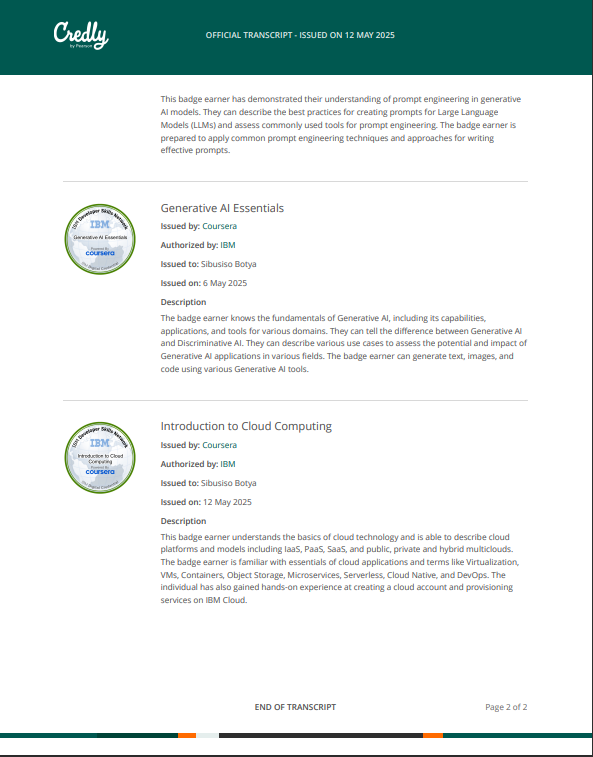 Credly
by Pearson
OFFICIAL TRANSCRIPT - ISSUED ON 12 MAY 2025
This badge earner has demonstrated their understanding of prompt engineering in generative
AI models. They can describe the best practices for creating prompts for Large Language
Models (LLMs) and assess commonly used tools for prompt engineering. The badge earner is
prepared to apply common prompt engineering techniques and approaches for writing
effective prompts.
IBM Developer Skills Network
IBM
Generative AI Essentials
Powered By
coursera
Generative AI Essentials
Issued by: Coursera
Authorized by: IBM
Issued to: Sibusiso Botya
Issued on: 6 May 2025
Description
The badge earner knows the fundamentals of Generative AI, including its capabilities,
applications, and tools for various domains. They can tell the difference between Generative AI
and Discriminative AI. They can describe various use cases to assess the potential and impact of
Generative AI applications in various fields. The badge earner can generate text, images, and
code using various Generative AI tools.
IBM Developer Skills Network
IBM
Introduction to Cloud
Computing
Powered By
coursera
Introduction to Cloud Computing
Issued by: Coursera
Authorized by: IBM
Issued to: Sibusiso Botya
Issued on: 12 May 2025
Description
This badge earner understands the basics of cloud technology and is able to describe cloud
platforms and models including IaaS, PaaS, SaaS, and public, private and hybrid multiclouds.
The badge earner is familiar with essentials of cloud applications and terms like Virtualization,
VMs, Containers, Object Storage, Microservices, Serverless, Cloud Native, and DevOps. The
individual has also gained hands-on experience at creating a cloud account and provisioning
services on IBM Cloud.
END OF TRANSCRIPT
Page 2 of 2